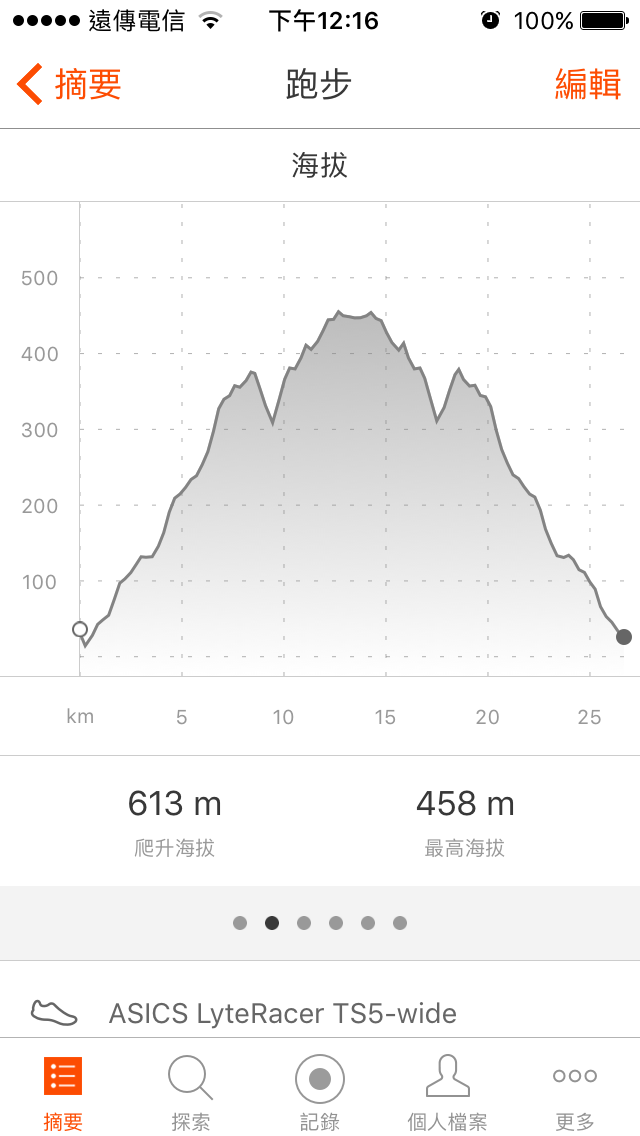 遠傳電信 下午12:16 100%
摘要 跑步 編輯
海拔
500
400
300
200
100
km 5 10 15 20 25
613 m 458 m
爬升海拔 最高海拔
ASICS LyteRacer TS5-wide
摘要 探索 記錄 個人檔案 更多